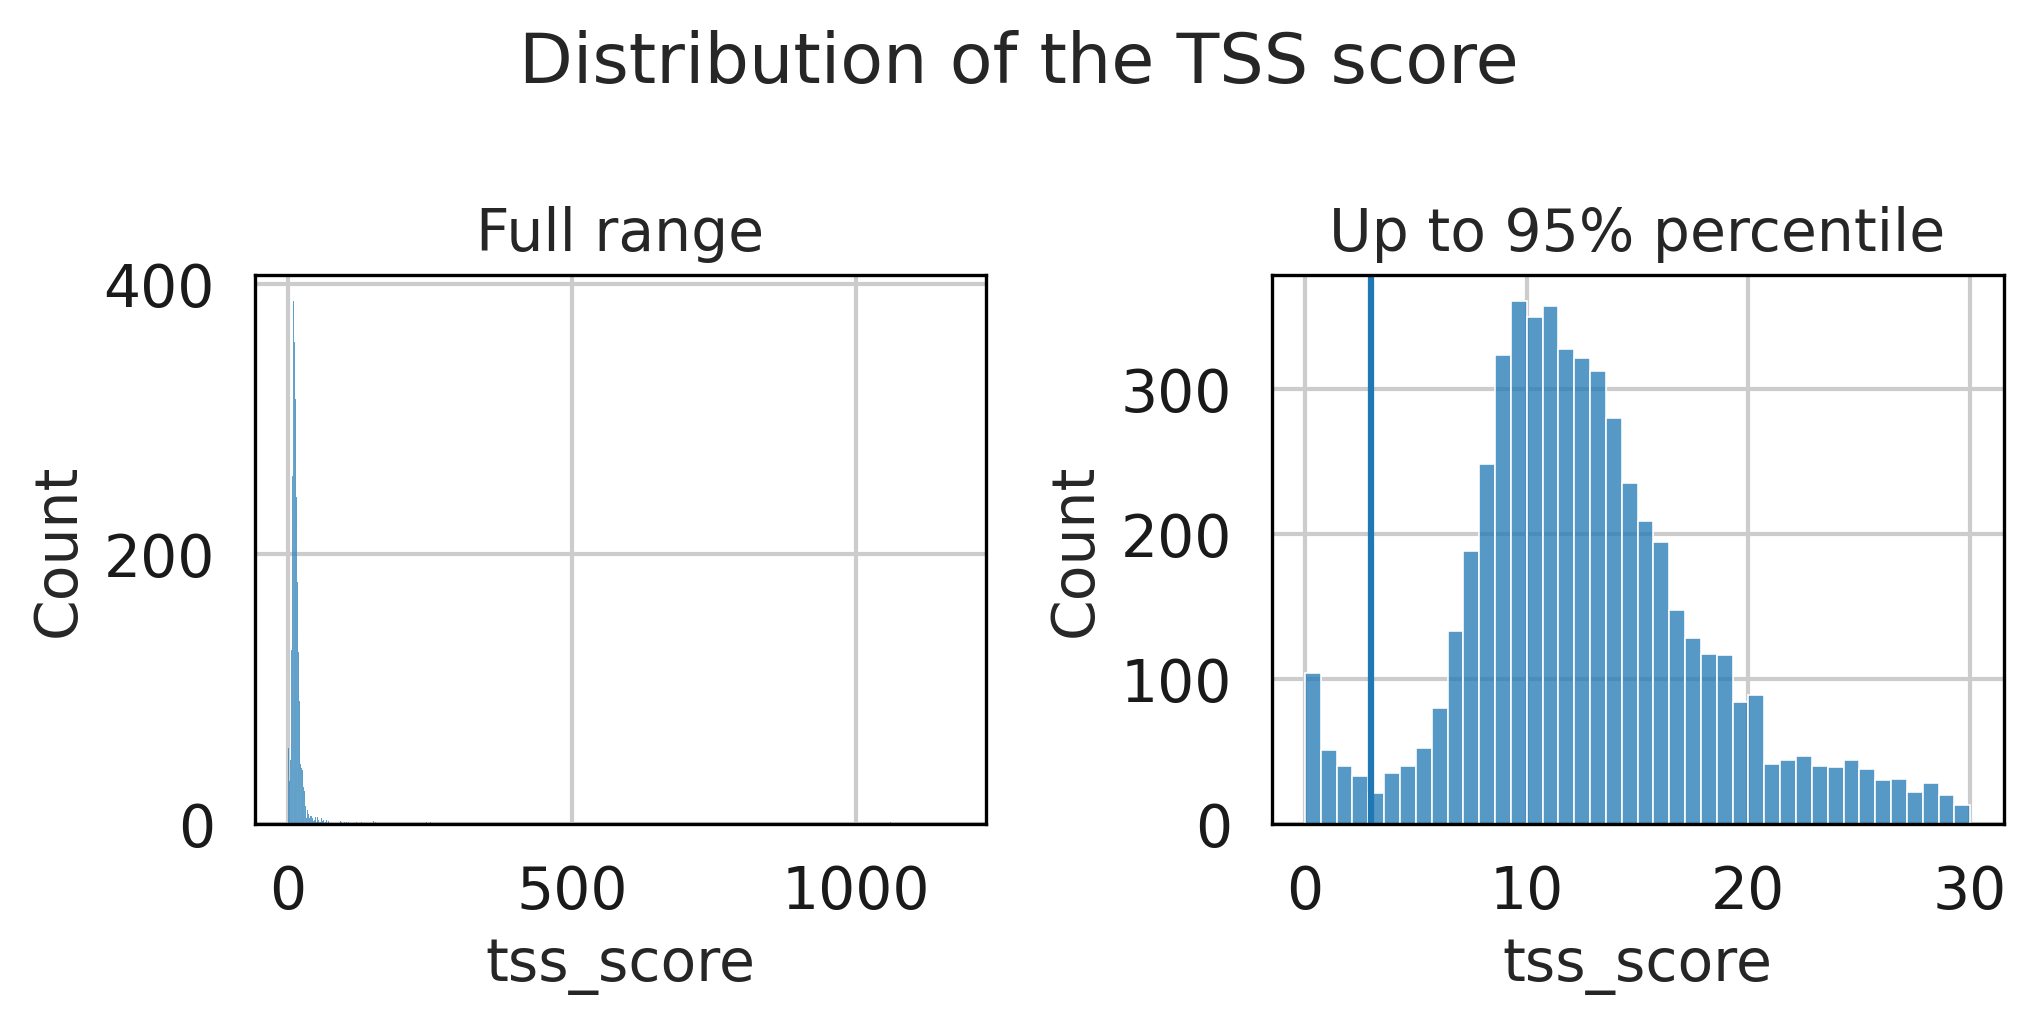 Distribution of the TSS score
Full range
400
200
0
Count
0 500 1000
tss_score
Up to 95% percentile
300
200
100
0
Count
0 10 20 30
tss_score